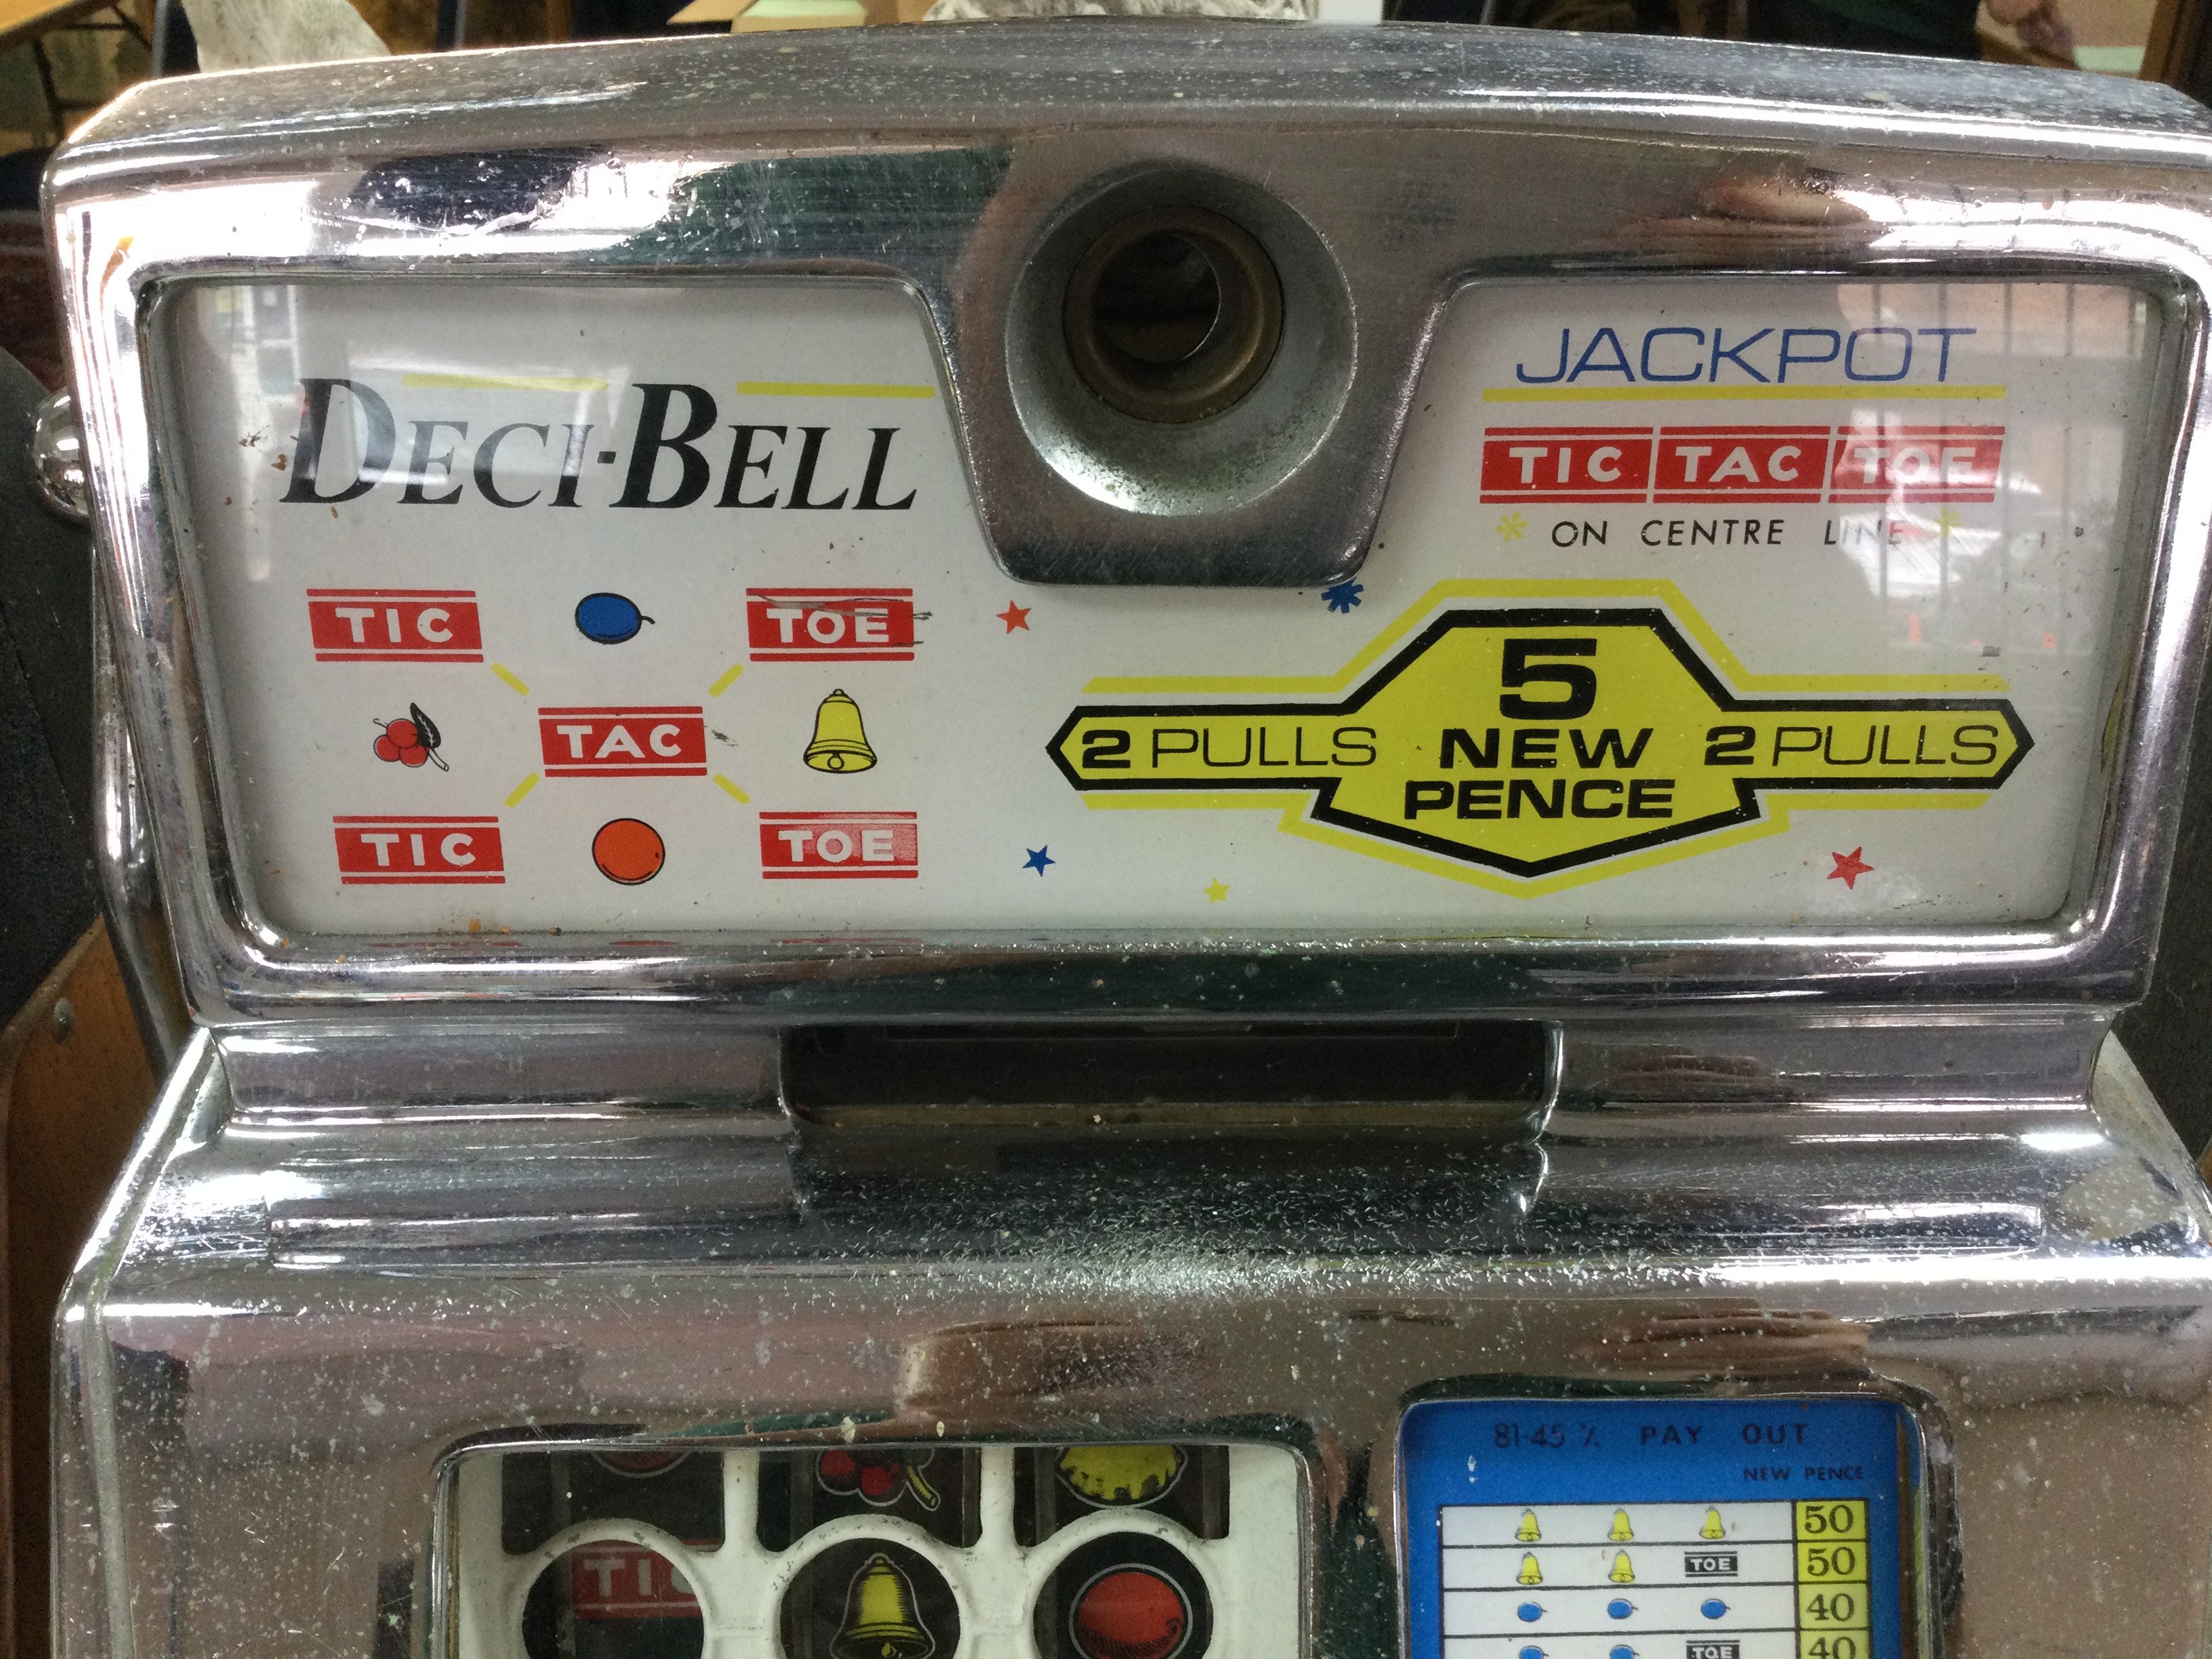 DECI-BELL
TIC TOE
TAC
TIC TOE
JACKPOT
TIC TAC TOE
ON CENTRE LINE
2 PULLS 5 NEW PENCE 2 PULLS
TIC
81·45 % PAY OUT
NEW PENCE
50
TOE 50
40
TOE 40